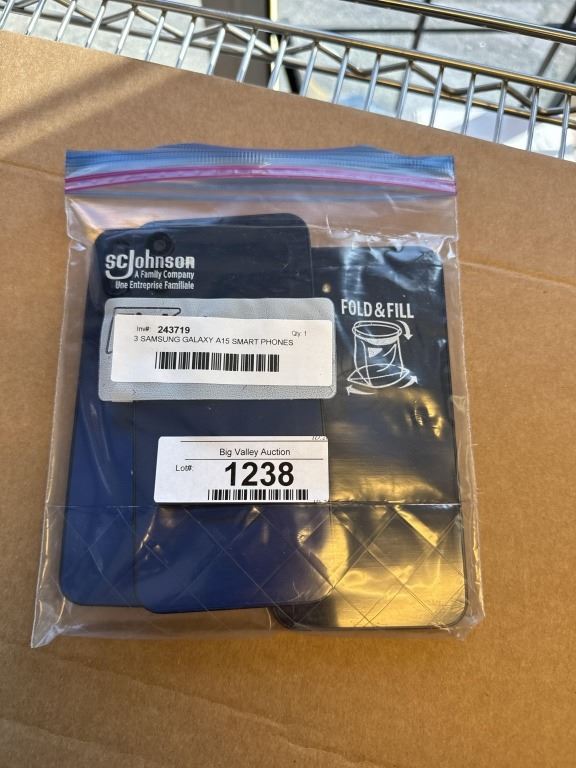 scJohnson
A Family Company
Une Entreprise Familiale
FOLD & FILL
Inv#: 243719 Qty: 1
3 SAMSUNG GALAXY A15 SMART PHONES
Big Valley Auction
Lot#: 1238